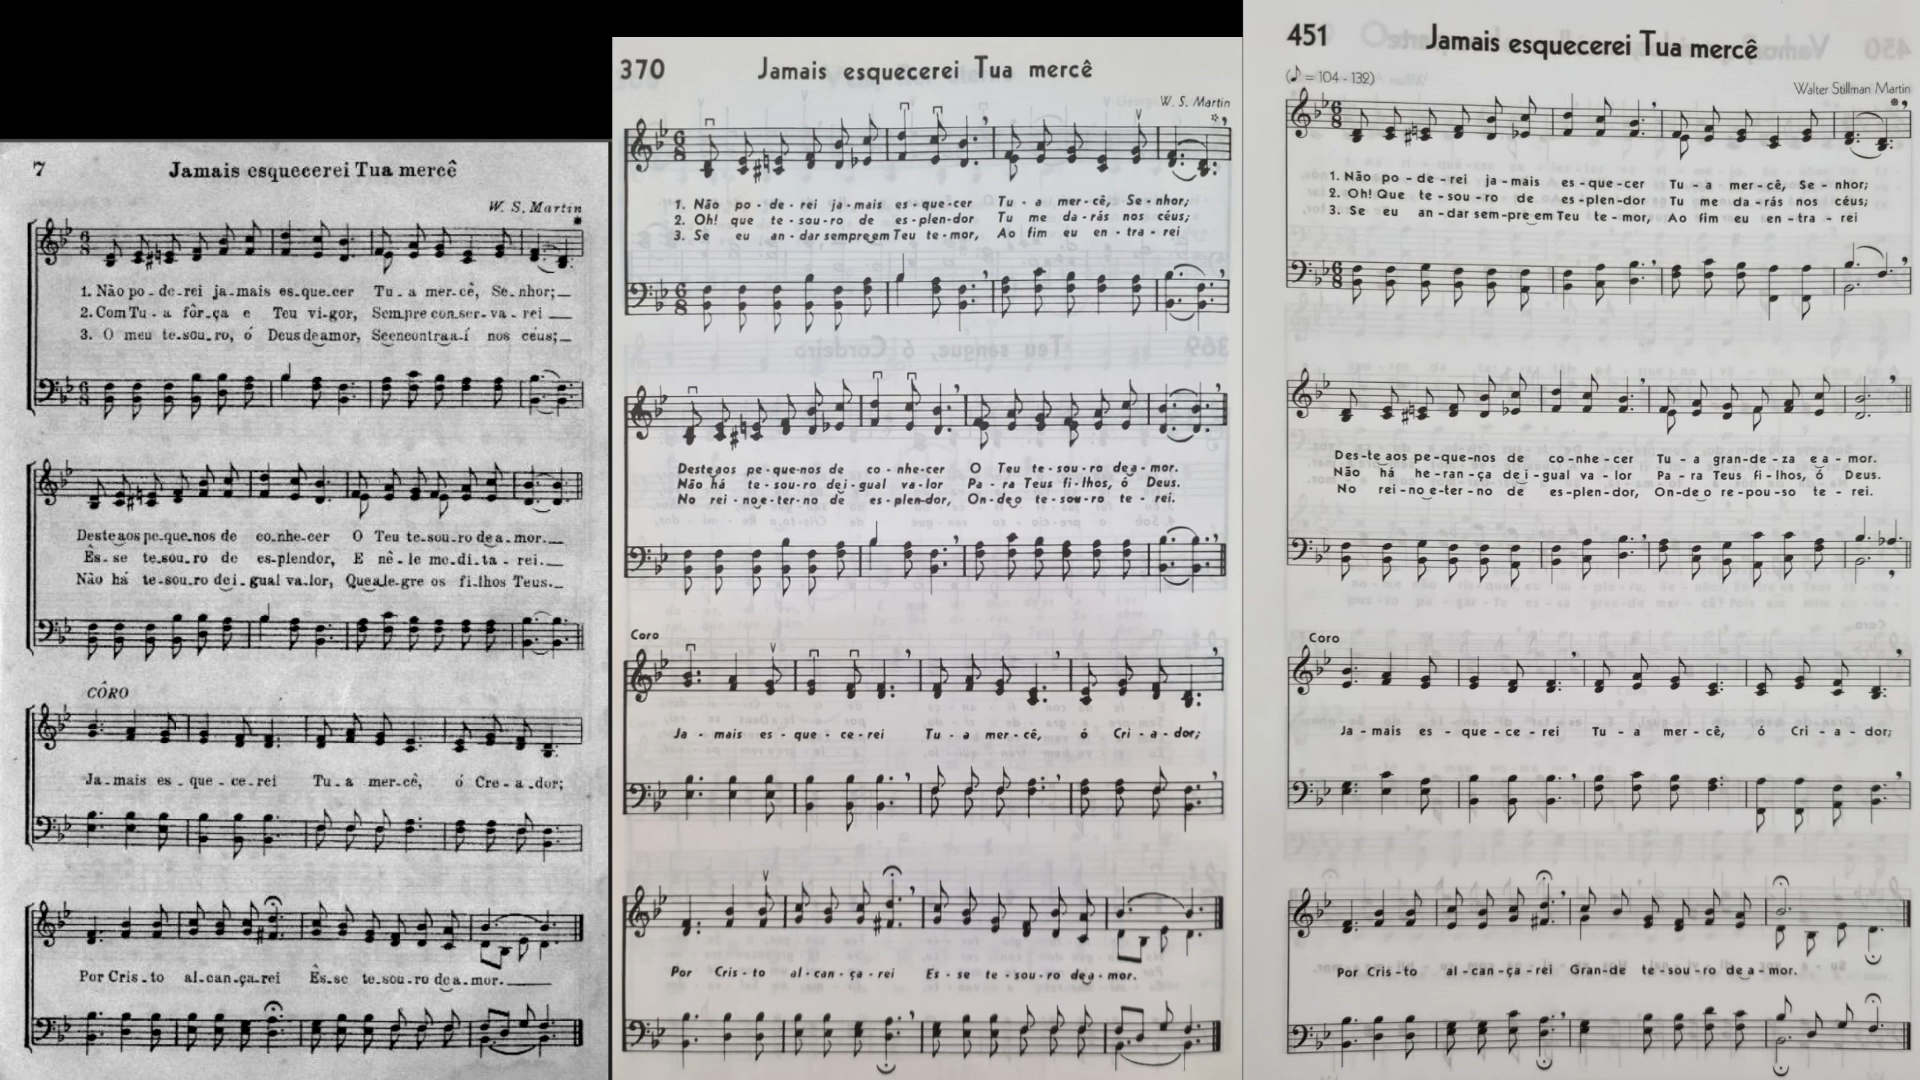 7
Jamais esquecerei Tua mercê
W. S. Martin
1. Não po-de-rei ja-mais es-que-cer Tu-a mer-cê, Se-nhor;
2. Com Tu-a fôr-ça e Teu vi-gor, Sempre con-ser-va-rei
3. O meu te-sou-ro, ó Deus de amor, Se encontra a-í nos céus;
Deste aos pe-que-nos de co-nhe-cer O Teu te-sou-ro de a-mor.
Ês-se te-sou-ro de es-plendor, E nê-le me-di-ta-rei.
Não há te-sou-ro de i-gual va-lor, Que ale-gre os fi-lhos Teus.
CÔRO
Ja-mais es-que-ce-rei Tu-a mer-cê, ó Cre-a-dor;
Por Cris-to al-can-ça-rei Ês-se te-sou-ro de a-mor.
370
Jamais esquecerei Tua mercê
W. S. Martin
1. Não po-de-rei ja-mais es-que-cer Tu-a mer-cê, Se-nhor;
2. Oh! que te-sou-ro de es-plen-dor Tu me da-rás nos céus;
3. Se eu an-dar sempre em Teu te-mor, Ao fim eu en-tra-rei
Deste aos pe-que-nos de co-nhe-cer O Teu te-sou-ro de a-mor.
Não há te-sou-ro de i-gual va-lor Pa-ra Teus fi-lhos, ó Deus.
No rei-no e-ter-no de es-plen-dor, On-de o te-sou-ro te-rei.
Coro
Ja-mais es-que-ce-rei Tu-a mer-cê, ó Cri-a-dor;
Por Cris-to al-can-ça-rei Es-se te-sou-ro de a-mor.
451
Jamais esquecerei Tua mercê
(♪ = 104 - 132)
Walter Stillman Martin
1. Não po-de-rei ja-mais es-que-cer Tu-a mer-cê, Se-nhor;
2. Oh! Que te-sou-ro de es-plen-dor Tu me da-rás nos céus;
3. Se eu an-dar sem-pre em Teu te-mor, Ao fim eu en-tra-rei
Des-te aos pe-que-nos de co-nhe-cer Tu-a gran-de-za e a-mor.
Não há he-ran-ça de i-gual va-lor Pa-ra Teus fi-lhos, ó Deus.
No rei-no e-ter-no de es-plen-dor, On-de o re-pou-so te-rei.
Coro
Ja-mais es-que-ce-rei Tu-a mer-cê, ó Cri-a-dor;
Por Cris-to al-can-ça-rei Gran-de te-sou-ro de a-mor.